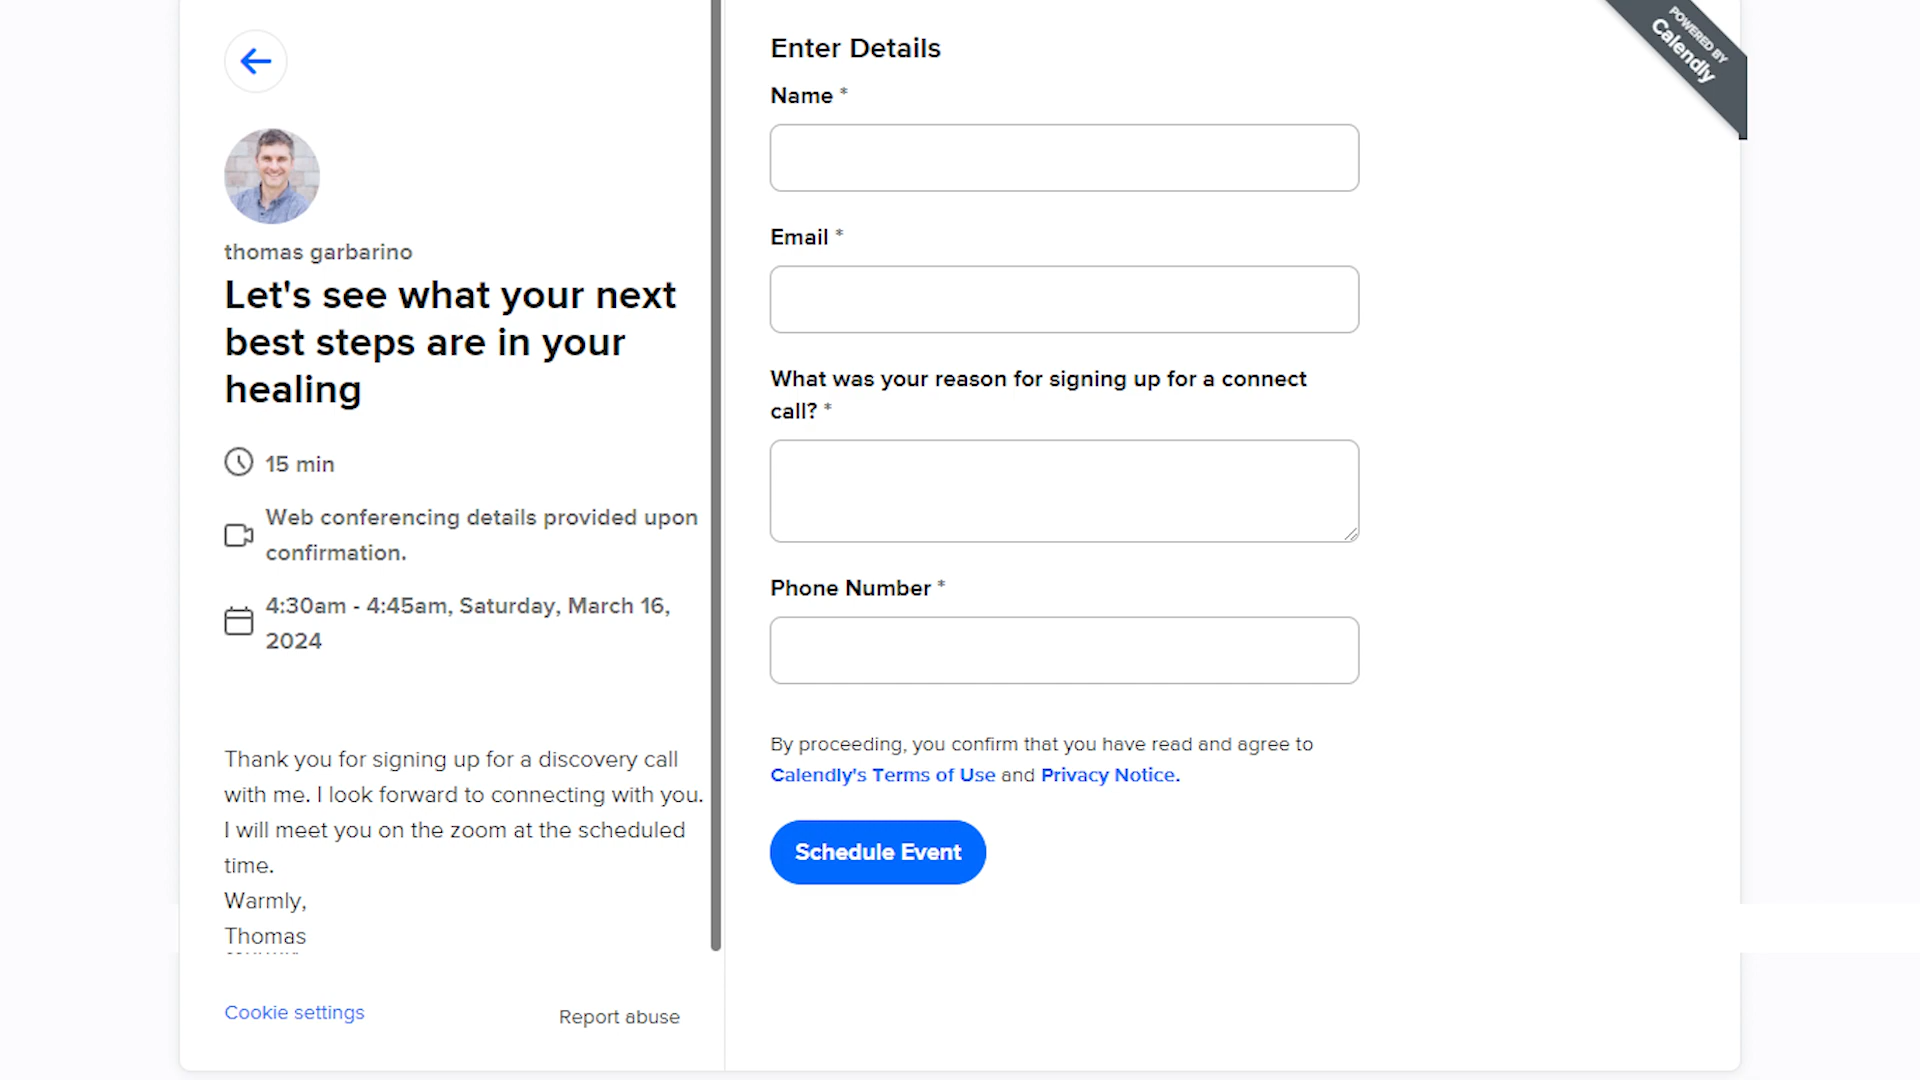 thomas garbarino
Let's see what your next
best steps are in your
healing
15 min
Web conferencing details provided upon
confirmation.
4:30am - 4:45am, Saturday, March 16,
2024
Thank you for signing up for a discovery call
with me. I look forward to connecting with you.
I will meet you on the zoom at the scheduled
time.
Warmly,
Thomas
Cookie settings
Report abuse
Enter Details
Name *
Email *
What was your reason for signing up for a connect
call? *
Phone Number *
By proceeding, you confirm that you have read and agree to
Calendly's Terms of Use and Privacy Notice.
Schedule Event
POWERED BY
Calendly